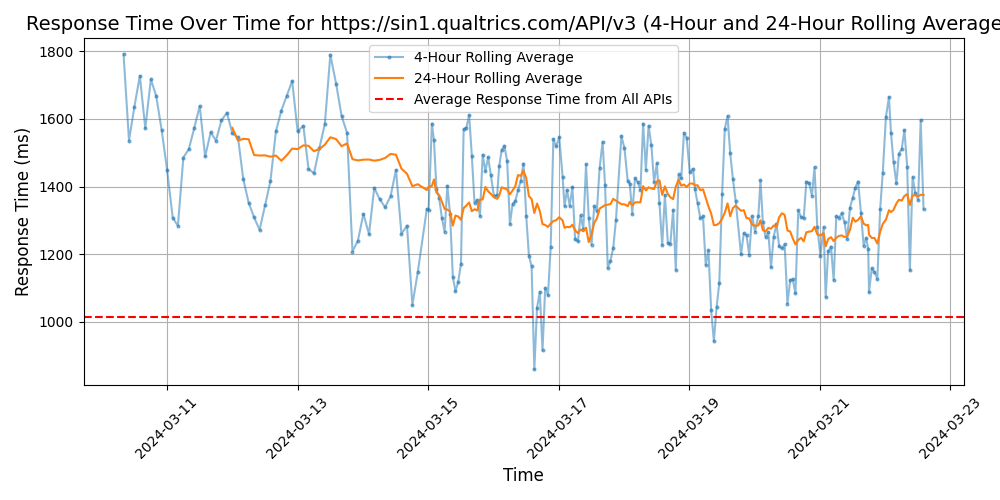 Response Time Over Time for https://sin1.qualtrics.com/API/v3 (4-Hour and 24-Hour Rolling Average
4-Hour Rolling Average
24-Hour Rolling Average
Average Response Time from All APIs
Response Time (ms)
1800
1600
1400
1200
1000
2024-03-11
2024-03-13
2024-03-15
2024-03-17
2024-03-19
2024-03-21
2024-03-23
Time